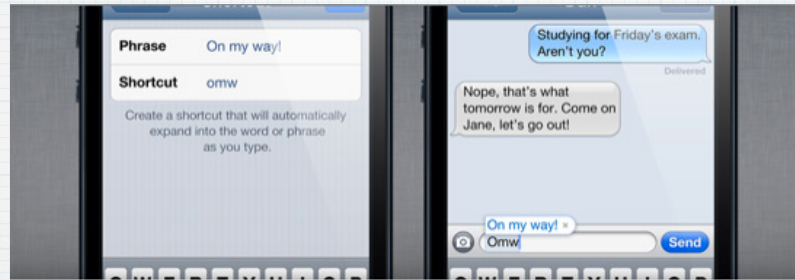 Phrase On my way!
Shortcut omw
Create a shortcut that will automatically
expand into the word or phrase
as you type.
Studying for Friday's exam.
Aren't you?
Delivered
Nope, that's what
tomorrow is for. Come on
Jane, let's go out!
On my way! ×
Omw
Send